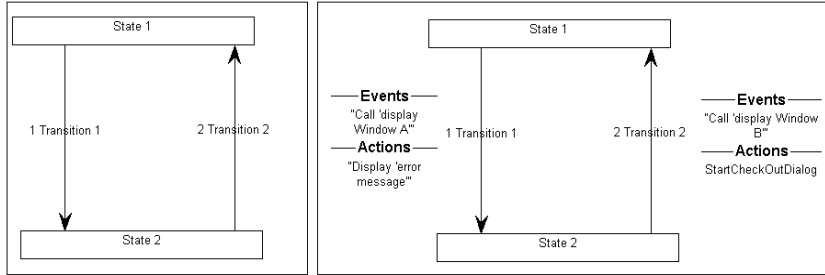 State 1
1 Transition 1
2 Transition 2
State 2
State 1
Events
"Call 'display
Window A'"
Actions
"Display 'error
message'"
1 Transition 1
2 Transition 2
Events
"Call 'display Window
B'"
Actions
StartCheckOutDialog
State 2